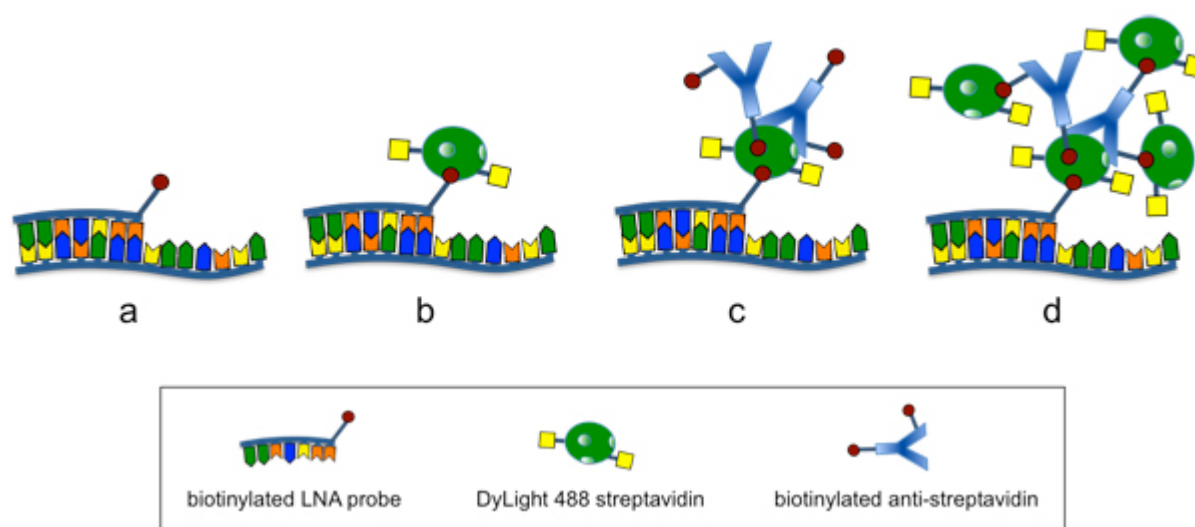 a
b
c
d
biotinylated LNA probe
DyLight 488 streptavidin
biotinylated anti-streptavidin